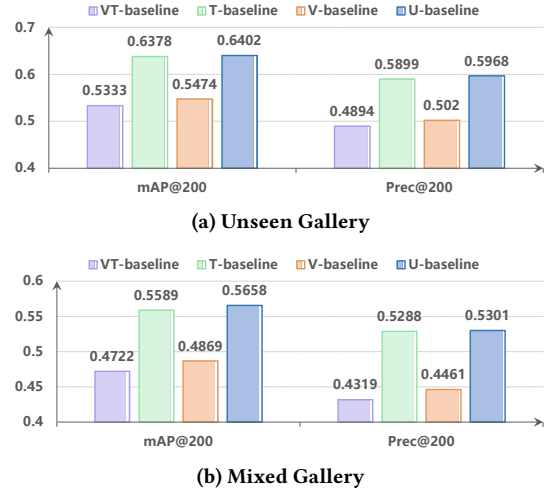 VT-baseline T-baseline V-baseline U-baseline
0.7
0.6378 0.6402
0.5899 0.5968
0.6
0.5333 0.5474
0.4894 0.502
0.5
0.4
mAP@200 Prec@200
(a) Unseen Gallery
VT-baseline T-baseline V-baseline U-baseline
0.6
0.5589 0.5658
0.55
0.5288 0.5301
0.4722 0.4869
0.5
0.4319 0.4461
0.45
0.4
mAP@200 Prec@200
(b) Mixed Gallery